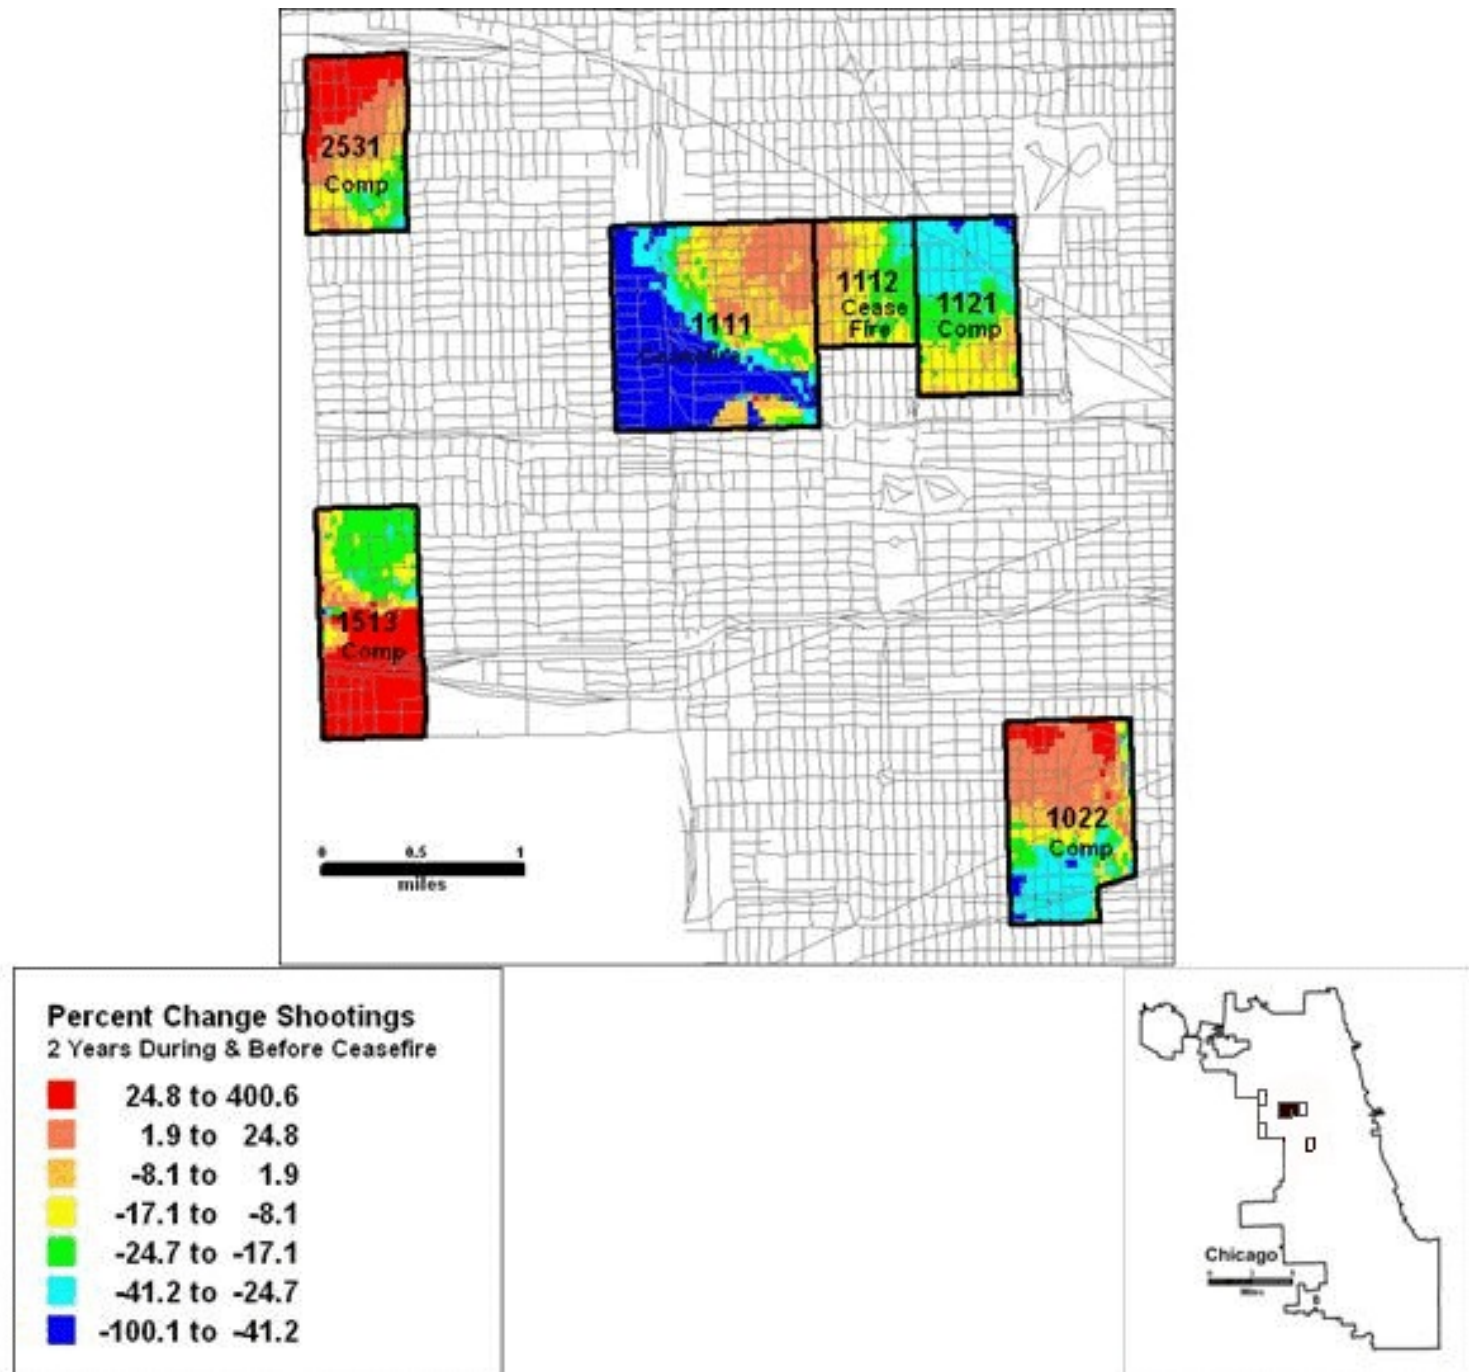 2531
Comp
1112
Cease
Fire
1121
Comp
1111
1513
Comp
1022
Comp
0 0.5 1
miles
Percent Change Shootings
2 Years During & Before Ceasefire
24.8 to 400.6
1.9 to 24.8
-8.1 to 1.9
-17.1 to -8.1
-24.7 to -17.1
-41.2 to -24.7
-100.1 to -41.2
Chicago